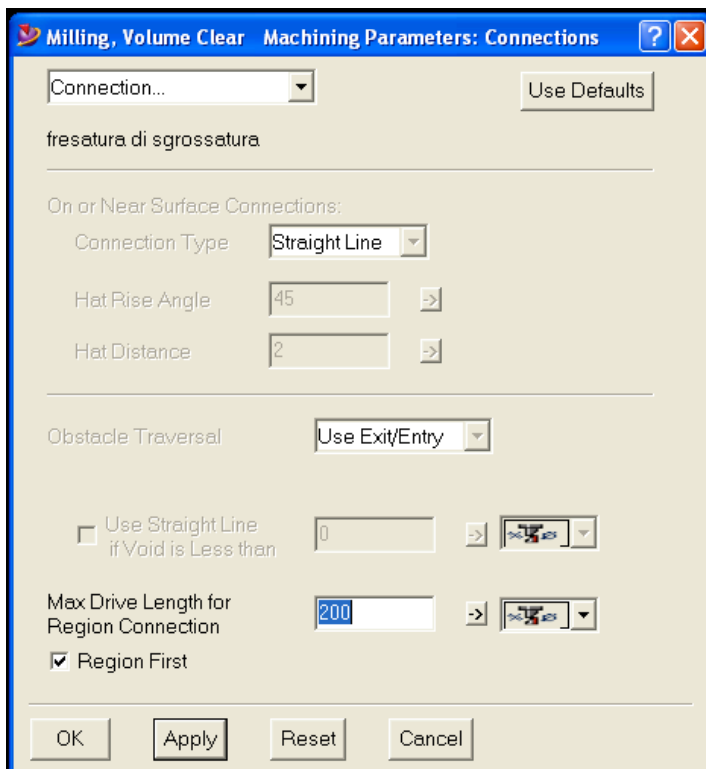 Milling, Volume Clear Machining Parameters: Connections
Connection...
Use Defaults
fresatura di sgrossatura
On or Near Surface Connections:
Connection Type
Straight Line
Hat Rise Angle
45
->
Hat Distance
2
->
Obstacle Traversal
Use Exit/Entry
Use Straight Line
if Void is Less than
0
->
Max Drive Length for
Region Connection
200
->
Region First
OK
Apply
Reset
Cancel